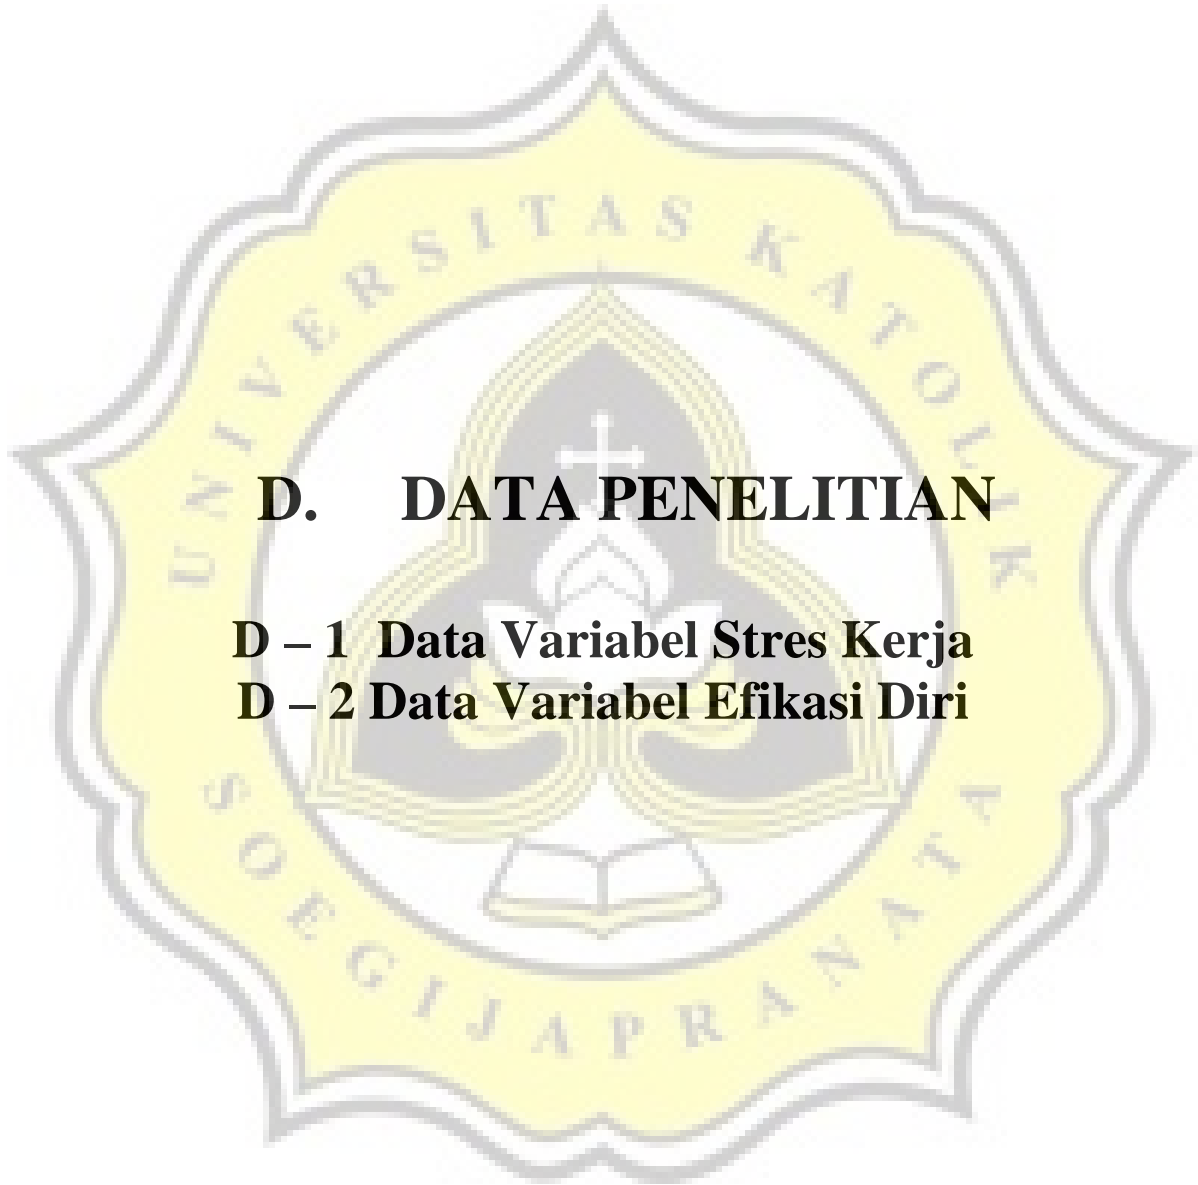 UNIVERSITAS KATOLIK
D. DATA PENELITIAN
D – 1 Data Variabel Stres Kerja
D – 2 Data Variabel Efikasi Diri
SOEGIJAPRANATA